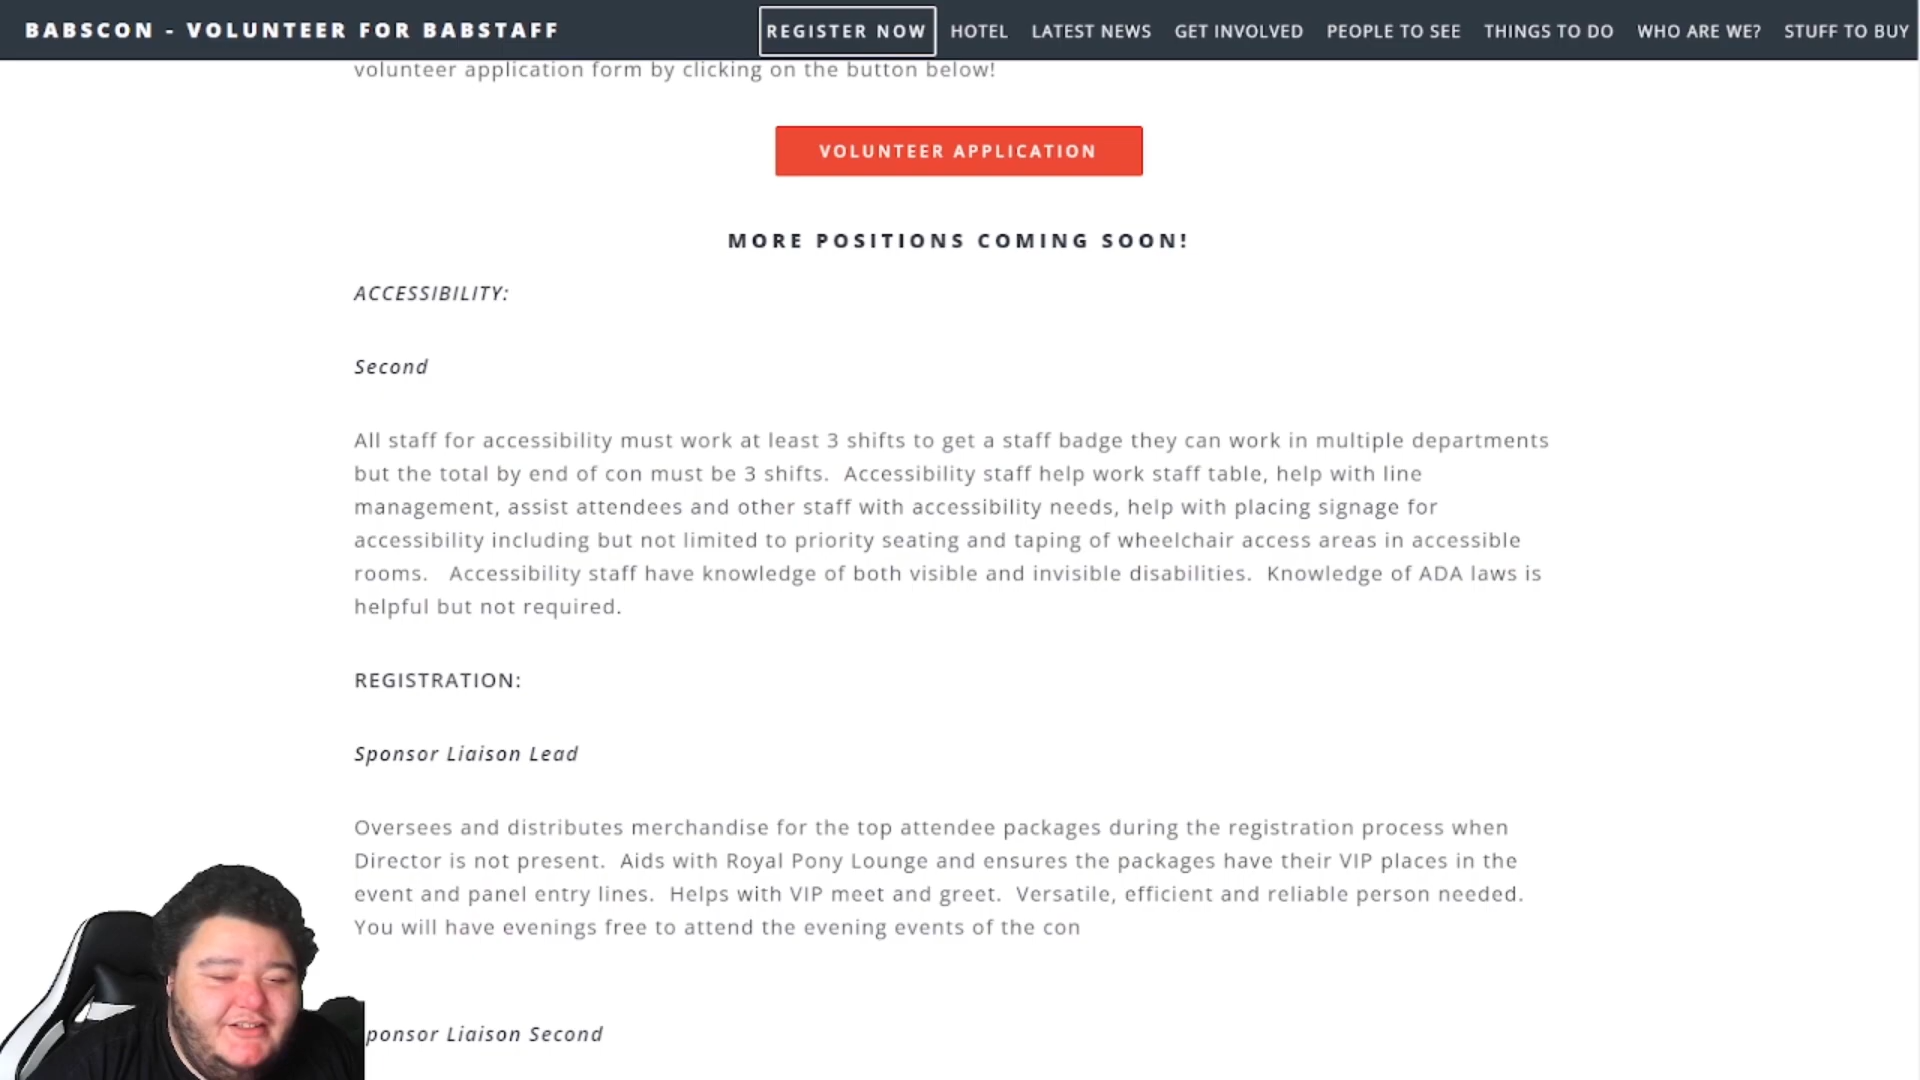 BABSCON - VOLUNTEER FOR BABSTAFF
REGISTER NOW HOTEL LATEST NEWS GET INVOLVED PEOPLE TO SEE THINGS TO DO WHO ARE WE? STUFF TO BUY
volunteer application form by clicking on the button below!
VOLUNTEER APPLICATION
MORE POSITIONS COMING SOON!
ACCESSIBILITY:
Second
All staff for accessibility must work at least 3 shifts to get a staff badge they can work in multiple departments
but the total by end of con must be 3 shifts.  Accessibility staff help work staff table, help with line
management, assist attendees and other staff with accessibility needs, help with placing signage for
accessibility including but not limited to priority seating and taping of wheelchair access areas in accessible
rooms.   Accessibility staff have knowledge of both visible and invisible disabilities.  Knowledge of ADA laws is
helpful but not required.
REGISTRATION:
Sponsor Liaison Lead
Oversees and distributes merchandise for the top attendee packages during the registration process when
Director is not present.  Aids with Royal Pony Lounge and ensures the packages have their VIP places in the
event and panel entry lines.  Helps with VIP meet and greet.  Versatile, efficient and reliable person needed.
You will have evenings free to attend the evening events of the con
ponsor Liaison Second